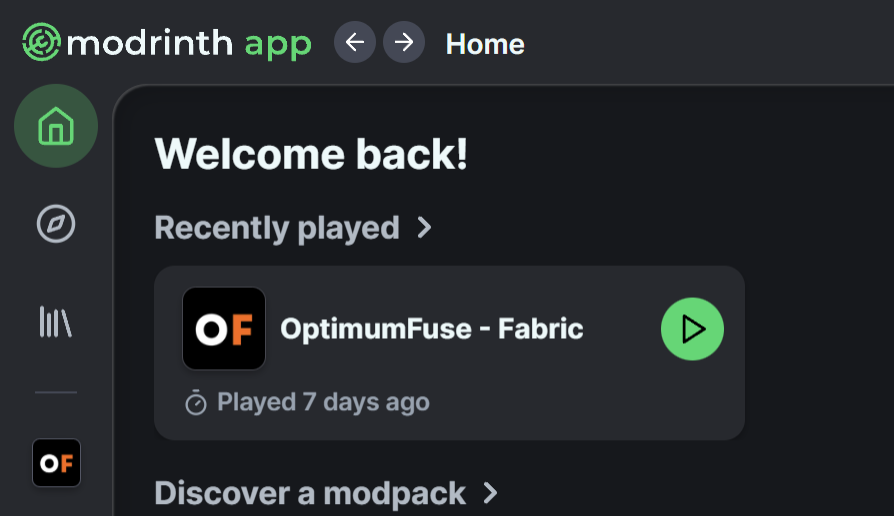 modrinth app Home
Welcome back!
Recently played
OF OptimumFuse - Fabric
Played 7 days ago
OF
Discover a modpack